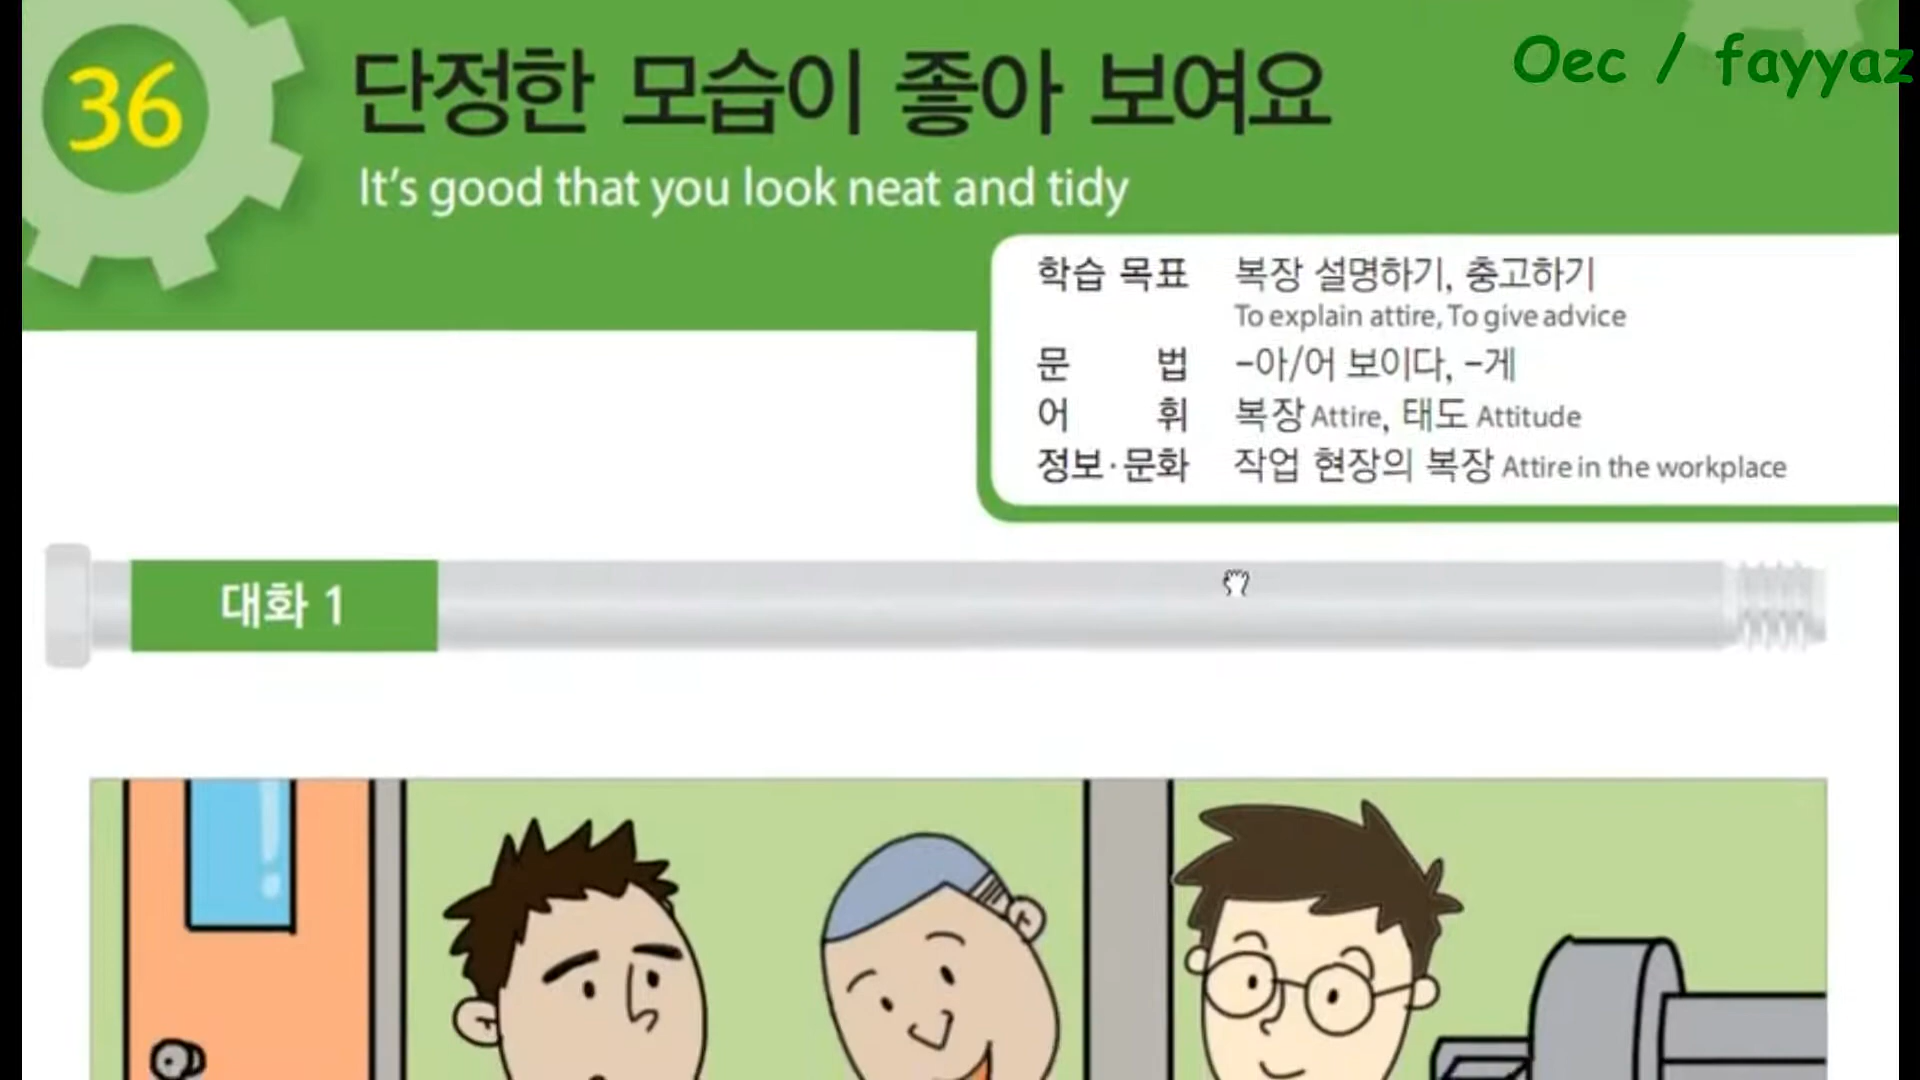 36
단정한 모습이 좋아 보여요
Oec / fayyaz
It's good that you look neat and tidy
학습 목표 복장 설명하기, 충고하기
To explain attire, To give advice
문 법 -아/어 보이다, -게
어 휘 복장 Attire, 태도 Attitude
정보·문화 작업 현장의 복장 Attire in the workplace
대화 1